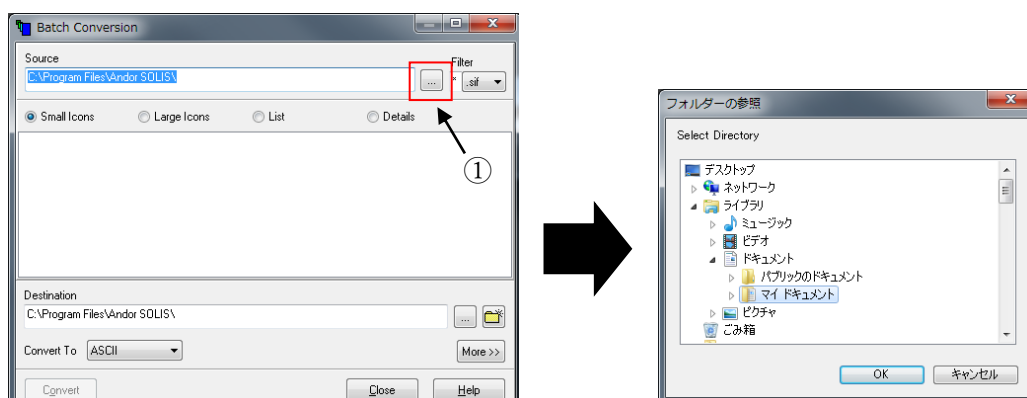 Batch Conversion
Source
Filter
C:\Program Files\Andor SOLIS\
...
* .sif
Small Icons
Large Icons
List
Details
①
Destination
C:\Program Files\Andor SOLIS\
...
Convert To
ASCII
More >>
Convert
Close
Help
フォルダーの参照
Select Directory
デスクトップ
ネットワーク
ライブラリ
ミュージック
ビデオ
ドキュメント
パブリックのドキュメント
マイ ドキュメント
ピクチャ
ごみ箱
OK
キャンセル